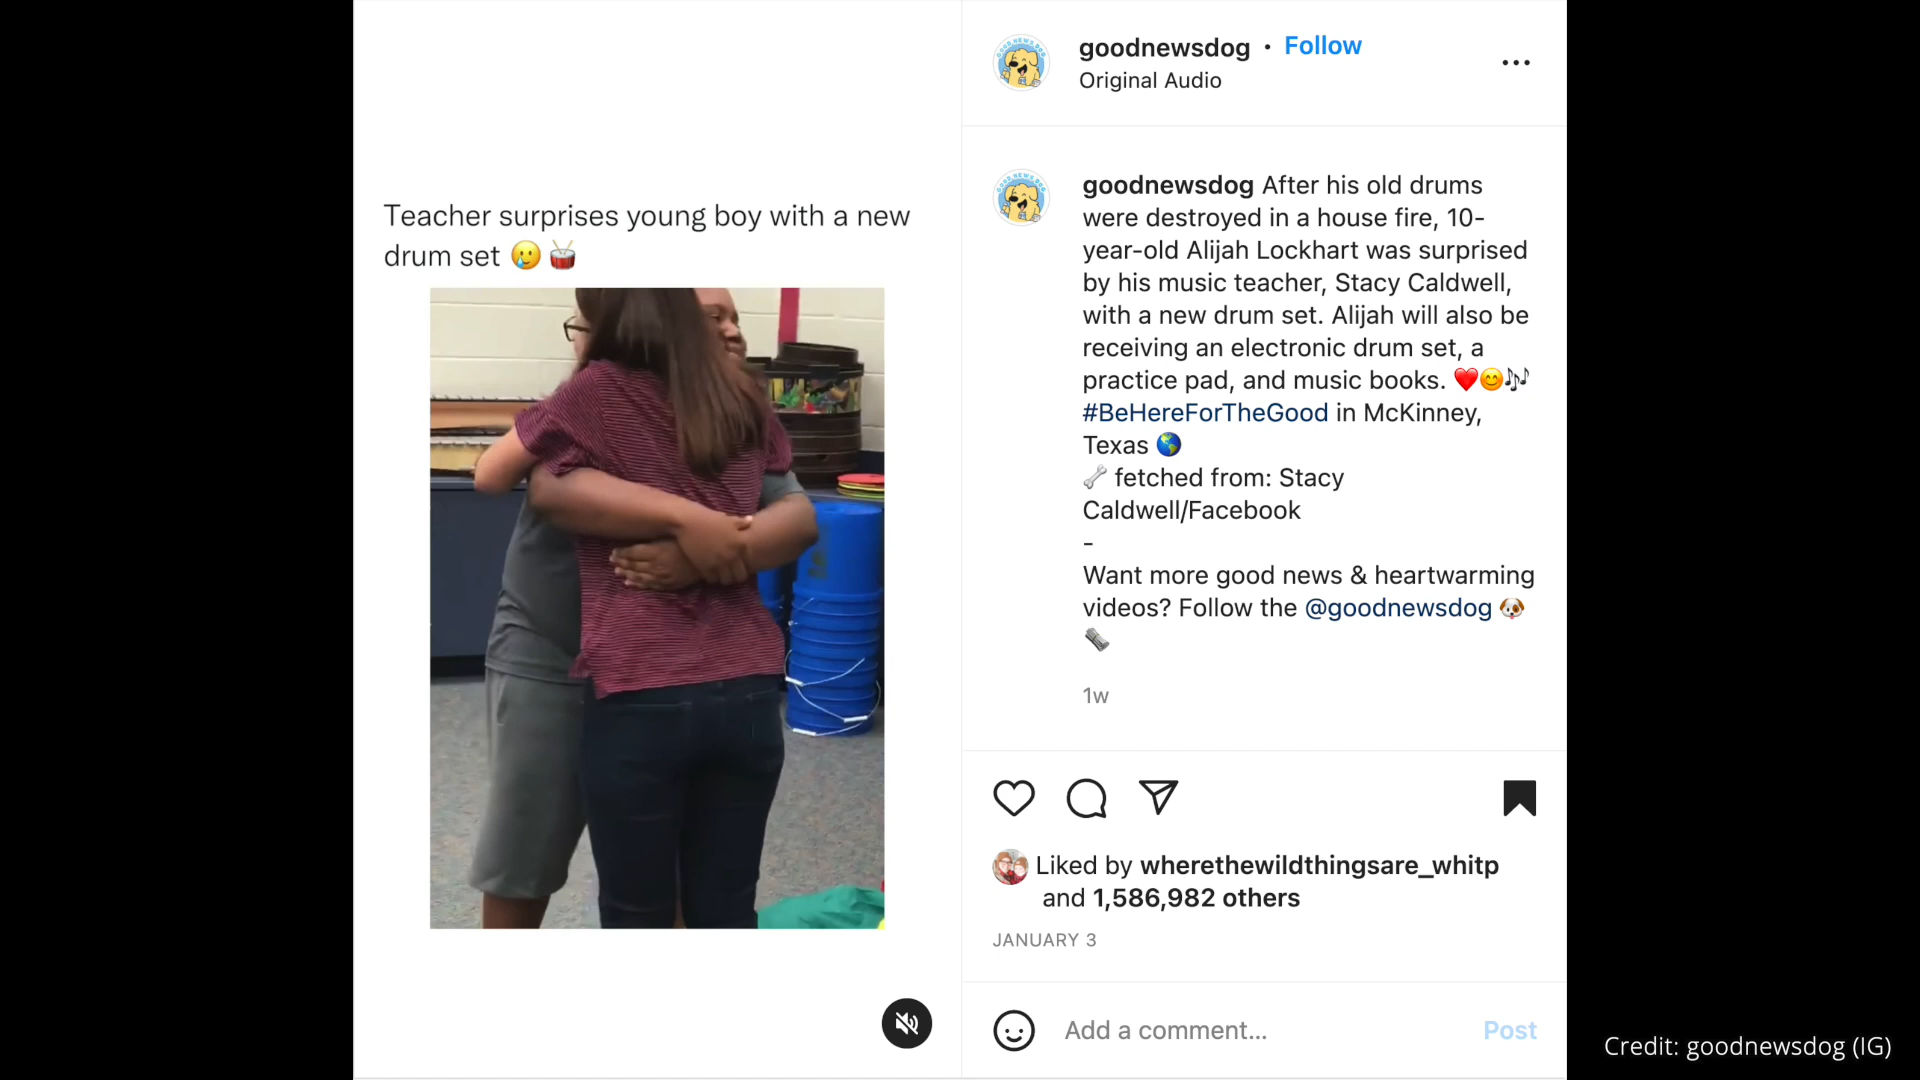 Teacher surprises young boy with a new
drum set 🥲 🥁
goodnewsdog • Follow
Original Audio
goodnewsdog After his old drums
were destroyed in a house fire, 10-
year-old Alijah Lockhart was surprised
by his music teacher, Stacy Caldwell,
with a new drum set. Alijah will also be
receiving an electronic drum set, a
practice pad, and music books. ❤️😊🎶
#BeHereForTheGood in McKinney,
Texas 🌎
🦴 fetched from: Stacy
Caldwell/Facebook
-
Want more good news & heartwarming
videos? Follow the @goodnewsdog 🐶
🗞️
1w
Liked by wherethewildthingsare_whitp
and 1,586,982 others
JANUARY 3
Add a comment...
Post
Credit: goodnewsdog (IG)